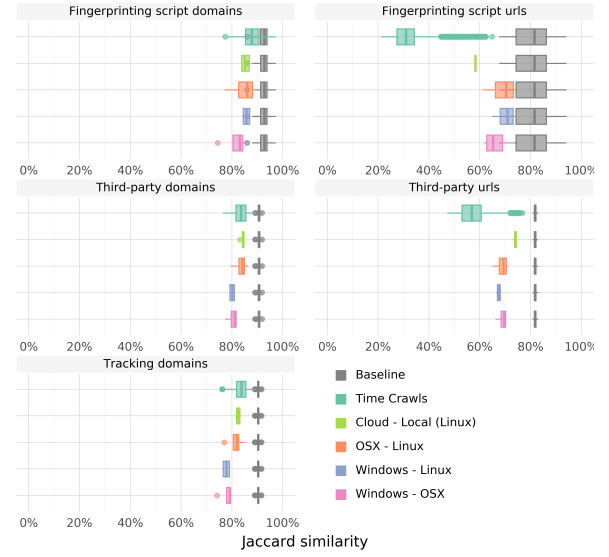 Fingerprinting script domains
Fingerprinting script urls
0% 20% 40% 60% 80% 100%
0% 20% 40% 60% 80% 100%
Third-party domains
Third-party urls
0% 20% 40% 60% 80% 100%
0% 20% 40% 60% 80% 100%
Tracking domains
0% 20% 40% 60% 80% 100%
Baseline
Time Crawls
Cloud - Local (Linux)
OSX - Linux
Windows - Linux
Windows - OSX
Jaccard similarity